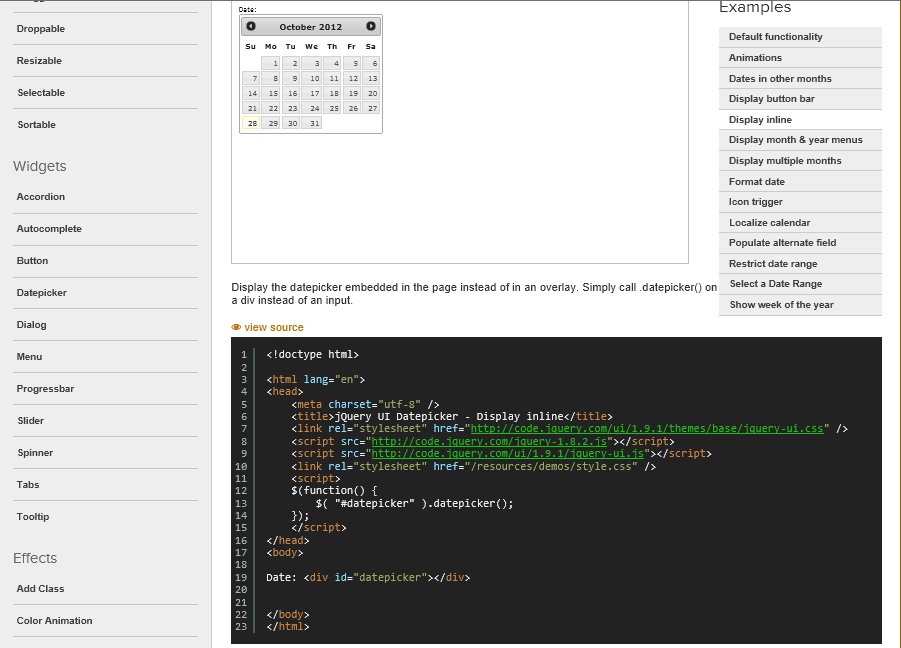 Droppable
Resizable
Selectable
Sortable
Widgets
Accordion
Autocomplete
Button
Datepicker
Dialog
Menu
Progressbar
Slider
Spinner
Tabs
Tooltip
Effects
Add Class
Color Animation
Date:
October 2012
Su Mo Tu We Th Fr Sa
1 2 3 4 5 6
7 8 9 10 11 12 13
14 15 16 17 18 19 20
21 22 23 24 25 26 27
28 29 30 31
Display the datepicker embedded in the page instead of in an overlay. Simply call .datepicker() on
a div instead of an input.
view source
1 <!doctype html>
2
3 <html lang="en">
4 <head>
5 <meta charset="utf-8" />
6 <title>jQuery UI Datepicker - Display inline</title>
7 <link rel="stylesheet" href="http://code.jquery.com/ui/1.9.1/themes/base/jquery-ui.css" />
8 <script src="http://code.jquery.com/jquery-1.8.2.js"></script>
9 <script src="http://code.jquery.com/ui/1.9.1/jquery-ui.js"></script>
10 <link rel="stylesheet" href="/resources/demos/style.css" />
11 <script>
12 $(function() {
13 $( "#datepicker" ).datepicker();
14 });
15 </script>
16 </head>
17 <body>
18
19 Date: <div id="datepicker"></div>
20
21
22 </body>
23 </html>
Examples
Default functionality
Animations
Dates in other months
Display button bar
Display inline
Display month & year menus
Display multiple months
Format date
Icon trigger
Localize calendar
Populate alternate field
Restrict date range
Select a Date Range
Show week of the year